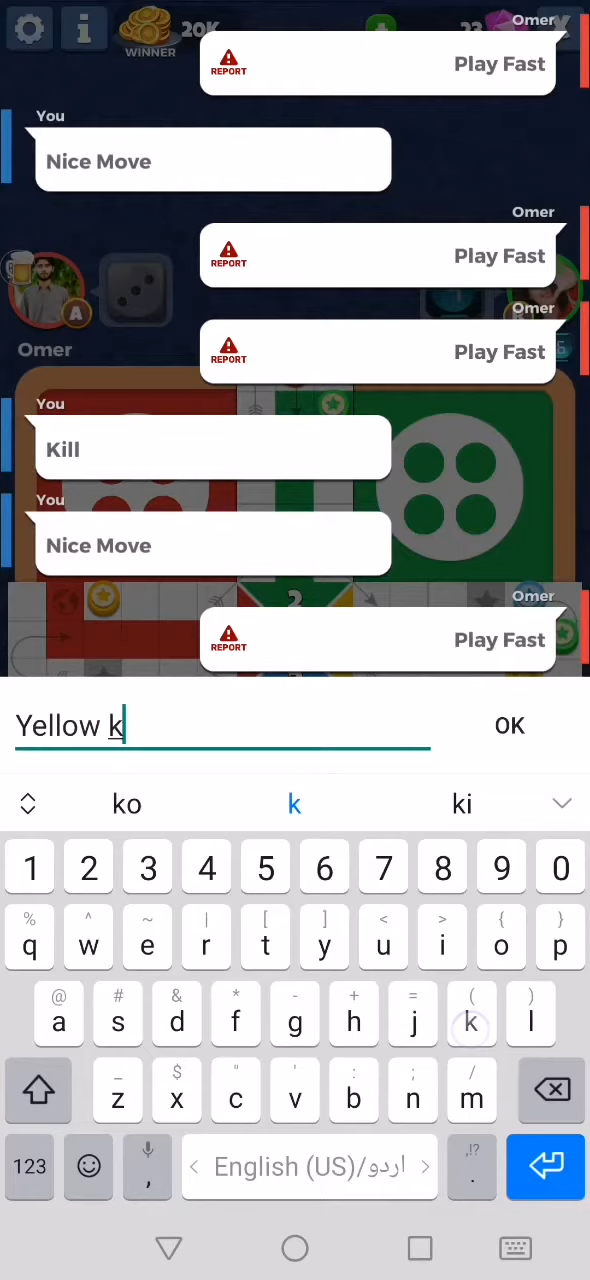 20K
23
WINNER
Omer
REPORT
Play Fast
You
Nice Move
Omer
REPORT
Play Fast
A
Omer
Omer
REPORT
Play Fast
You
Kill
You
Nice Move
2
Omer
REPORT
Play Fast
Yellow k
OK
ko k ki
1 2 3 4 5 6 7 8 9 0
% ^ ~ | [ ] < > { }
q w e r t y u i o p
@ # & * - + = ( )
a s d f g h j k l
_ $ " ' : ; /
z x c v b n m
,!?
123 , < English (US)/اردو > .